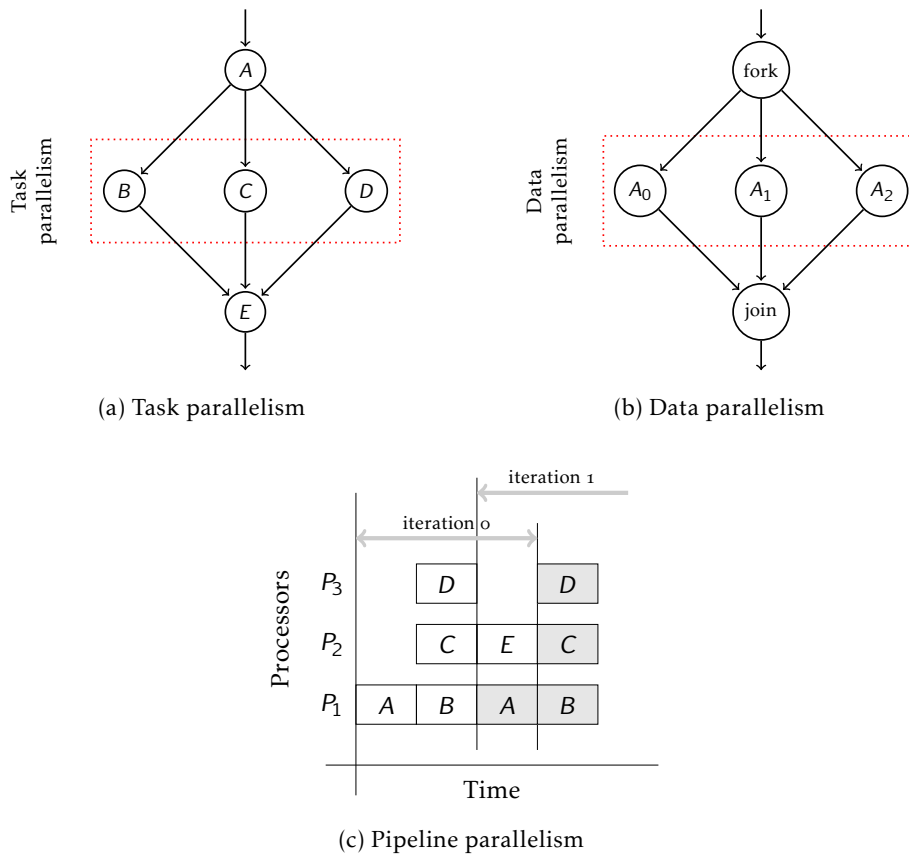 A
Task
parallelism
B
C
D
E
(a) Task parallelism
fork
Data
parallelism
A0
A1
A2
join
(b) Data parallelism
iteration 1
iteration 0
Processors
P3
D
D
P2
C
E
C
P1
A
B
A
B
Time
(c) Pipeline parallelism